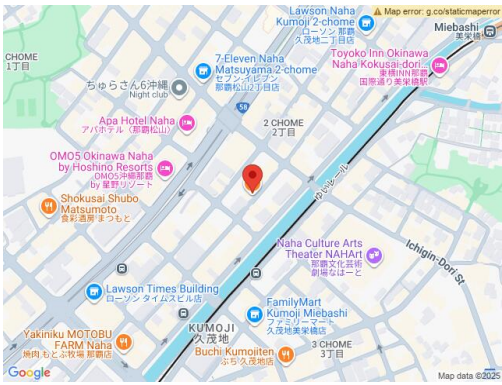 Map error: g.co/staticmaperror
Lawson Naha
Kumoji 2-chome
ローソン 那覇
久茂地二丁目店
Miebashi
美栄橋
CHOME
1丁目
7-Eleven Naha
Matsuyama 2-chome
セブン-イレブン
那覇松山2丁目店
Toyoko Inn Okinawa
Naha Kokusai-dori...
東横INN那覇
国際通り美栄橋駅
ちゅらさん6沖縄
Night club
58
Apa Hotel Naha
アパホテル〈那覇松山〉
2 CHOME
2丁目
OMO5 Okinawa Naha
by Hoshino Resorts
OMO5沖縄那覇
by 星野リゾート
ゆいレール
Shokusai Shubo
Matsumoto
食彩酒房 まつもと
Naha Culture Arts
Theater NAHArt
那覇文化芸術
劇場なはーと
Ichigin-Dori St
Lawson Times Building
ローソン タイムスビル店
FamilyMart
Kumoji Miebashi
ファミリーマート
久茂地美栄橋店
KUMOJI
久茂地
Yakiniku MOTOBU
FARM Naha
焼肉 もとぶ牧場 那覇店
Buchi Kumojiten
ぶち 久茂地店
3 CHOME
3丁目
Google
Map data ©2025